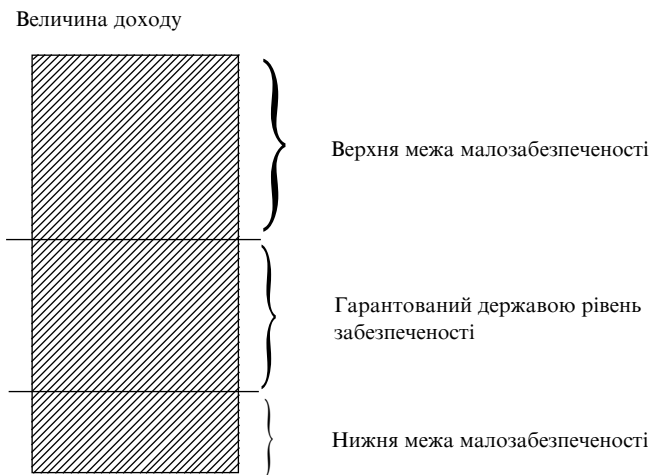 Величина доходу
Верхня межа малозабезпеченості
Гарантований державою рівень
забезпеченості
Нижня межа малозабезпеченості